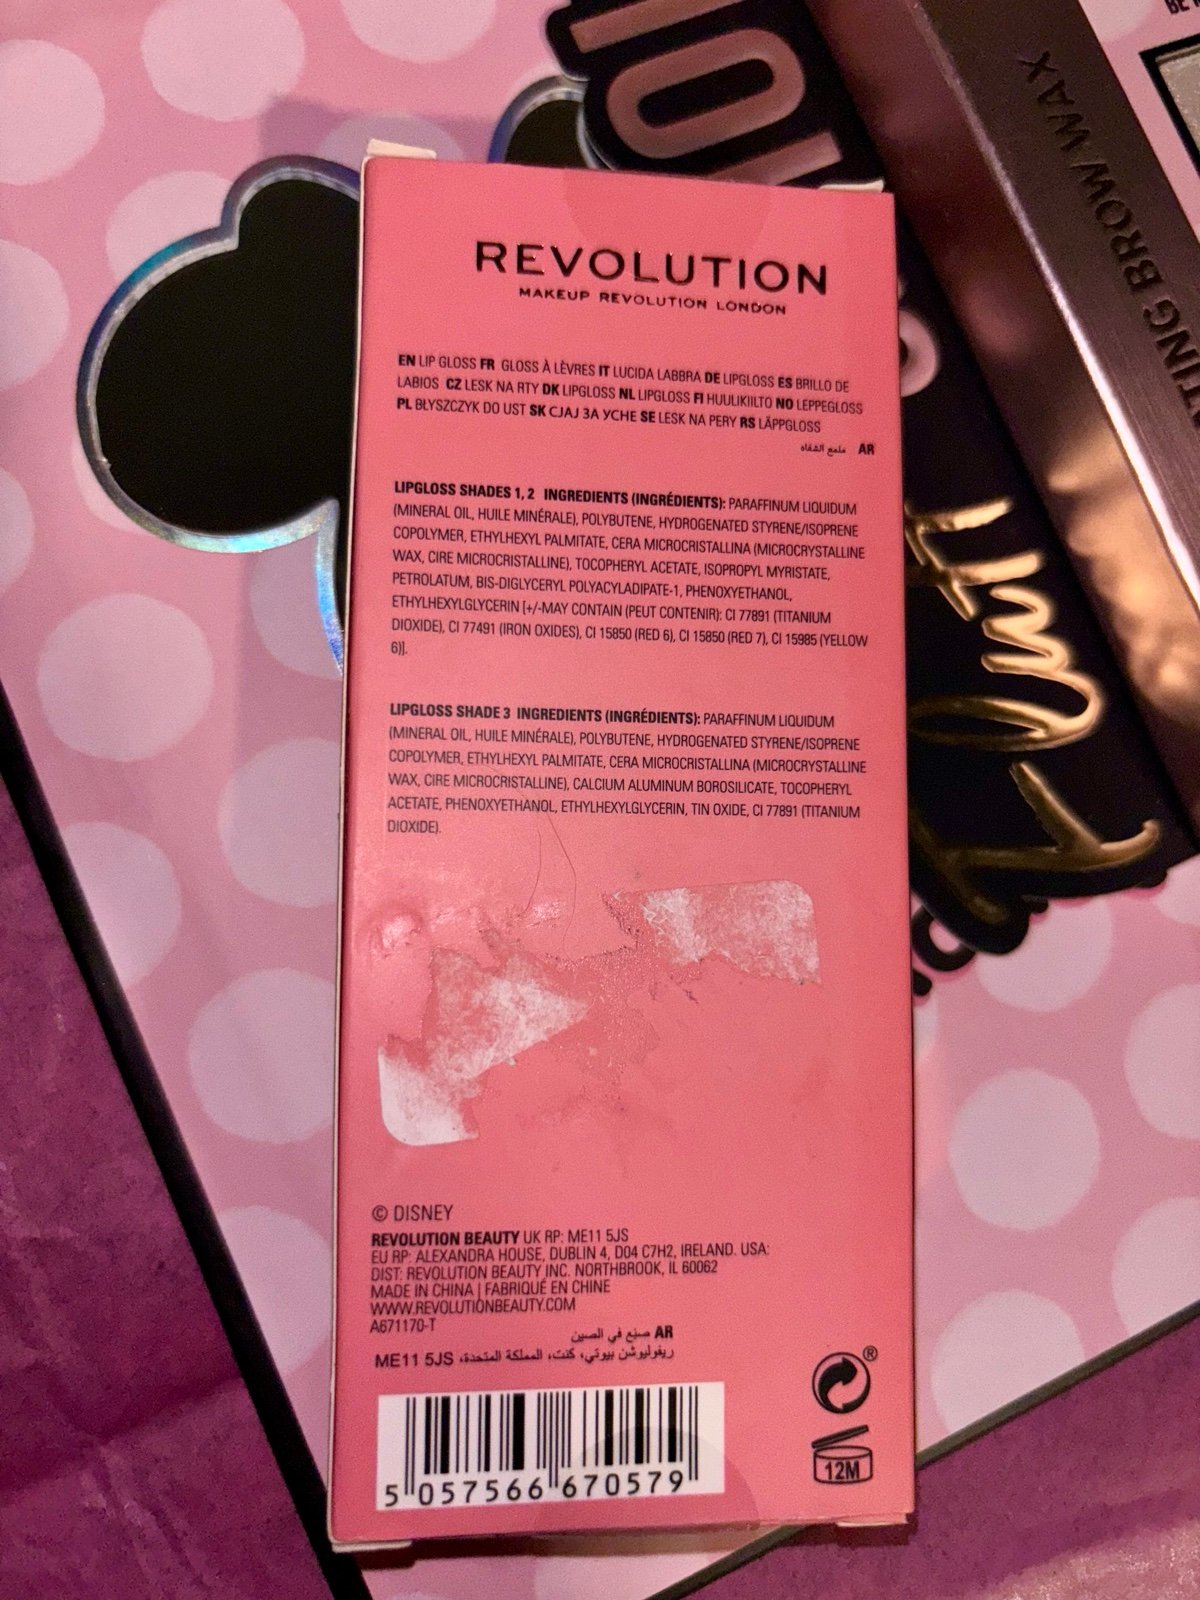 REVOLUTION
MAKEUP REVOLUTION LONDON
EN LIP GLOSS FR GLOSS À LÈVRES IT LUCIDA LABBRA DE LIPGLOSS ES BRILLO DE
LABIOS CZ LESK NA RTY DK LIPGLOSS NL LIPGLOSS FI HUULIKIILTO NO LEPPEGLOSS
PL BŁYSZCZYK DO UST SK СЈАЈ ЗА УСНЕ SE LESK NA PERY RS LÄPPGLOSS
AR ملمع الشفاه
LIPGLOSS SHADES 1, 2 INGREDIENTS (INGRÉDIENTS): PARAFFINUM LIQUIDUM
(MINERAL OIL, HUILE MINÉRALE), POLYBUTENE, HYDROGENATED STYRENE/ISOPRENE
COPOLYMER, ETHYLHEXYL PALMITATE, CERA MICROCRISTALLINA (MICROCRYSTALLINE
WAX, CIRE MICROCRISTALLINE), TOCOPHERYL ACETATE, ISOPROPYL MYRISTATE,
PETROLATUM, BIS-DIGLYCERYL POLYACYLADIPATE-1, PHENOXYETHANOL,
ETHYLHEXYLGLYCERIN [+/-MAY CONTAIN (PEUT CONTENIR): CI 77891 (TITANIUM
DIOXIDE), CI 77491 (IRON OXIDES), CI 15850 (RED 6), CI 15850 (RED 7), CI 15985 (YELLOW
6)].
LIPGLOSS SHADE 3 INGREDIENTS (INGRÉDIENTS): PARAFFINUM LIQUIDUM
(MINERAL OIL, HUILE MINÉRALE), POLYBUTENE, HYDROGENATED STYRENE/ISOPRENE
COPOLYMER, ETHYLHEXYL PALMITATE, CERA MICROCRISTALLINA (MICROCRYSTALLINE
WAX, CIRE MICROCRISTALLINE), CALCIUM ALUMINUM BOROSILICATE, TOCOPHERYL
ACETATE, PHENOXYETHANOL, ETHYLHEXYLGLYCERIN, TIN OXIDE, CI 77891 (TITANIUM
DIOXIDE).
© DISNEY
REVOLUTION BEAUTY UK RP: ME11 5JS
EU RP: ALEXANDRA HOUSE, DUBLIN 4, D04 C7H2, IRELAND. USA:
DIST: REVOLUTION BEAUTY INC. NORTHBROOK, IL 60062
MADE IN CHINA | FABRIQUÉ EN CHINE
WWW.REVOLUTIONBEAUTY.COM
A671170-T
AR صنع في الصين
ريفوليوشن بيوتي، كنت، المملكة المتحدة، ME11 5JS
®
12M
5 057566 670579
TING BROW WAX